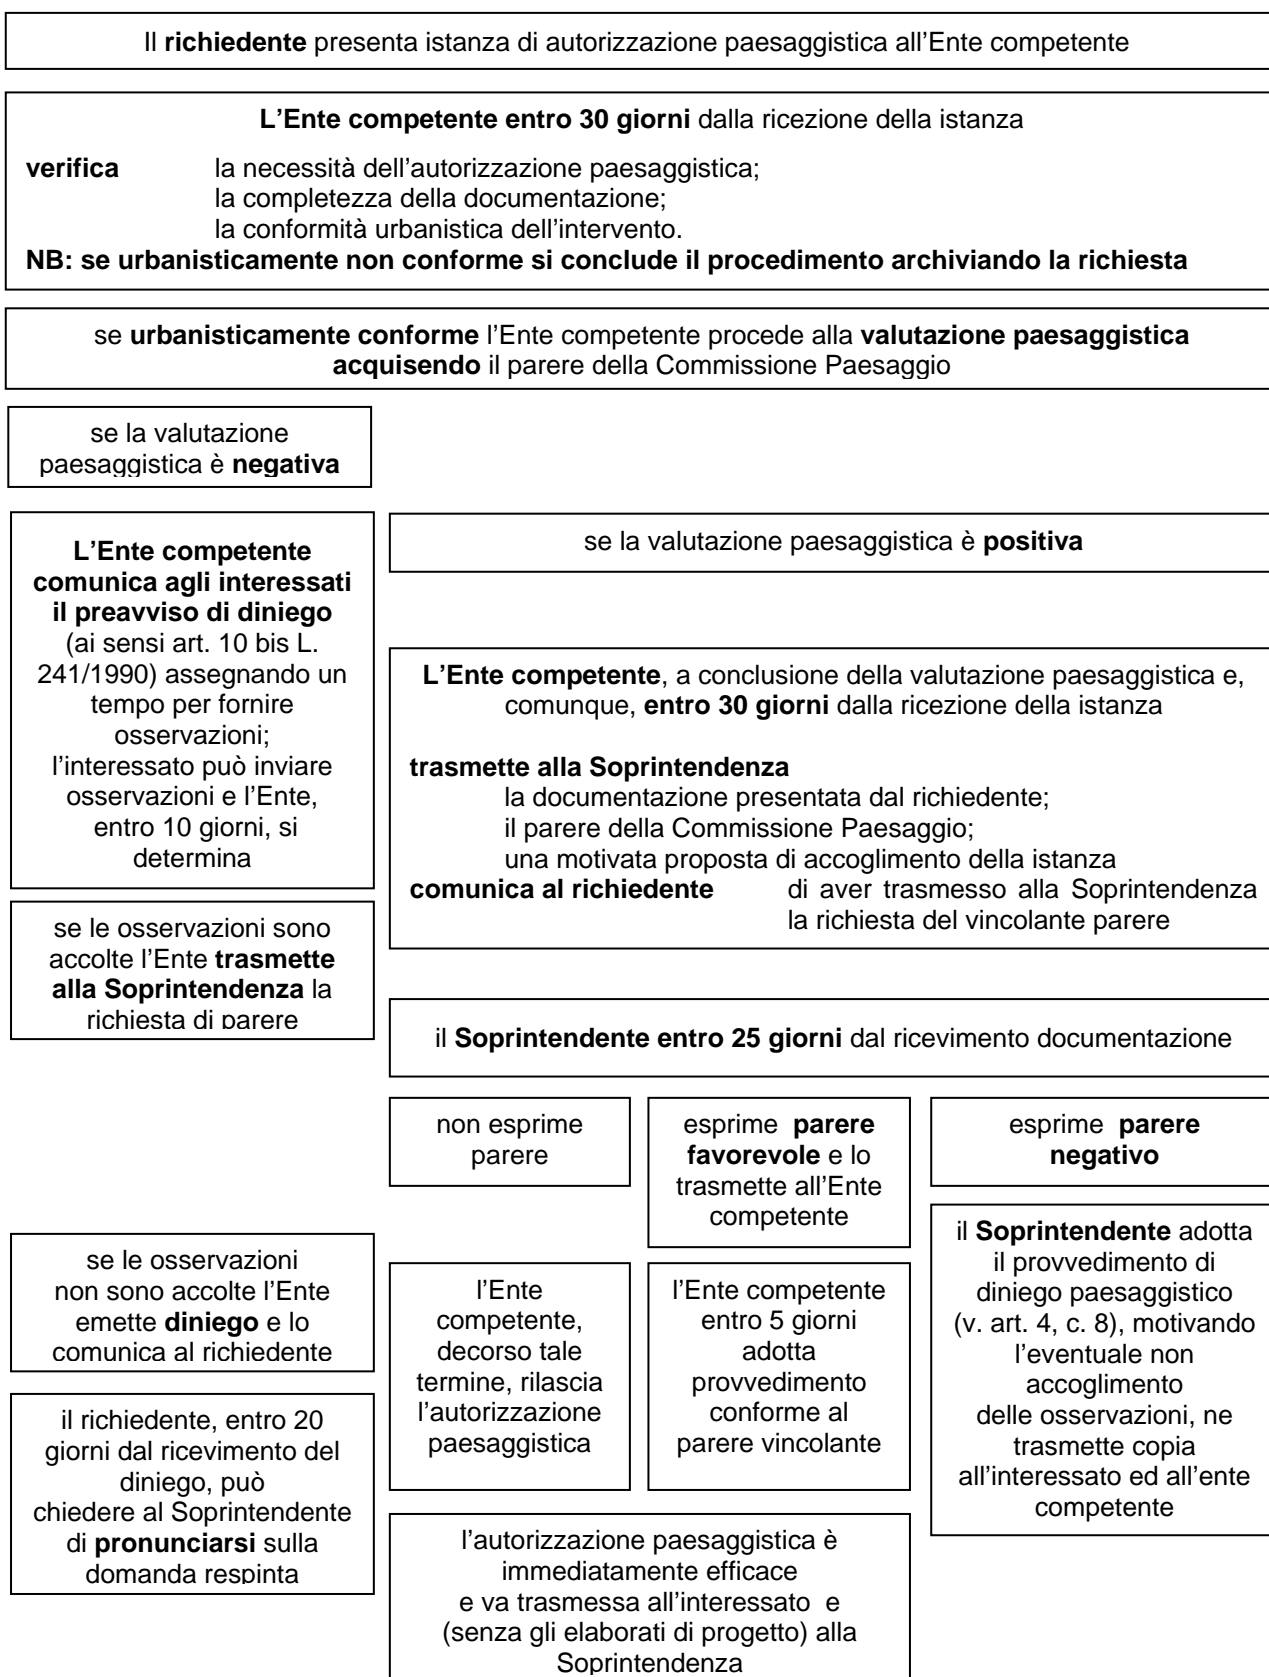 Il richiedente presenta istanza di autorizzazione paesaggistica all’Ente competente
L’Ente competente entro 30 giorni dalla ricezione della istanza
verifica la necessità dell’autorizzazione paesaggistica;
la completezza della documentazione;
la conformità urbanistica dell’intervento.
NB: se urbanisticamente non conforme si conclude il procedimento archiviando la richiesta
se urbanisticamente conforme l’Ente competente procede alla valutazione paesaggistica
acquisendo il parere della Commissione Paesaggio
se la valutazione
paesaggistica è negativa
L’Ente competente
comunica agli interessati
il preavviso di diniego
(ai sensi art. 10 bis L.
241/1990) assegnando un
tempo per fornire
osservazioni;
l’interessato può inviare
osservazioni e l’Ente,
entro 10 giorni, si
determina
se le osservazioni sono
accolte l’Ente trasmette
alla Soprintendenza la
richiesta di parere
se le osservazioni
non sono accolte l’Ente
emette diniego e lo
comunica al richiedente
il richiedente, entro 20
giorni dal ricevimento del
diniego, può
chiedere al Soprintendente
di pronunciarsi sulla
domanda respinta
se la valutazione paesaggistica è positiva
L’Ente competente, a conclusione della valutazione paesaggistica e,
comunque, entro 30 giorni dalla ricezione della istanza
trasmette alla Soprintendenza
la documentazione presentata dal richiedente;
il parere della Commissione Paesaggio;
una motivata proposta di accoglimento della istanza
comunica al richiedente di aver trasmesso alla Soprintendenza
la richiesta del vincolante parere
il Soprintendente entro 25 giorni dal ricevimento documentazione
non esprime
parere
l’Ente
competente,
decorso tale
termine, rilascia
l’autorizzazione
paesaggistica
esprime parere
favorevole e lo
trasmette all’Ente
competente
l’Ente competente
entro 5 giorni
adotta
provvedimento
conforme al
parere vincolante
esprime parere
negativo
il Soprintendente adotta
il provvedimento di
diniego paesaggistico
(v. art. 4, c. 8), motivando
l’eventuale non
accoglimento
delle osservazioni, ne
trasmette copia
all’interessato ed all’ente
competente
l’autorizzazione paesaggistica è
immediatamente efficace
e va trasmessa all’interessato e
(senza gli elaborati di progetto) alla
Soprintendenza